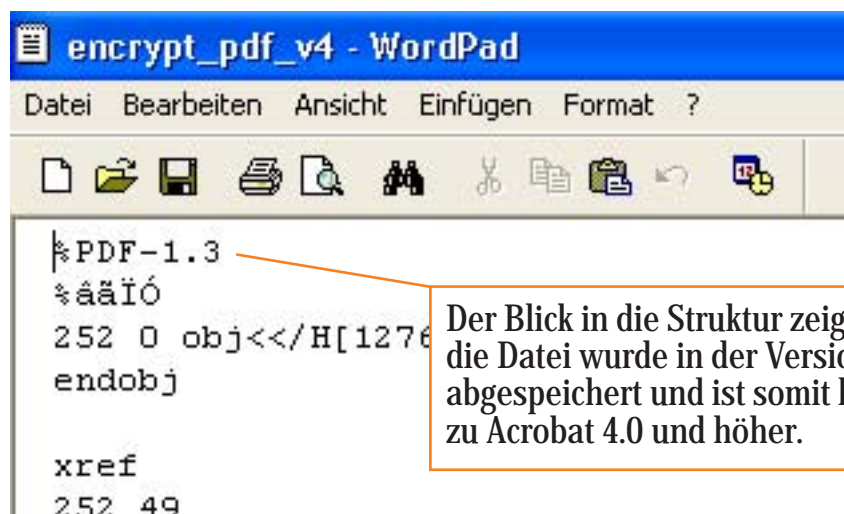 encrypt_pdf_v4 - WordPad
Datei Bearbeiten Ansicht Einfügen Format ?
%PDF-1.3
%âãÏÓ
252 0 obj<</H[1276
endobj
xref
252 49
Der Blick in die Struktur
die Datei wurde in der
abgespeichert und ist somit
zu Acrobat 4.0 und höher.